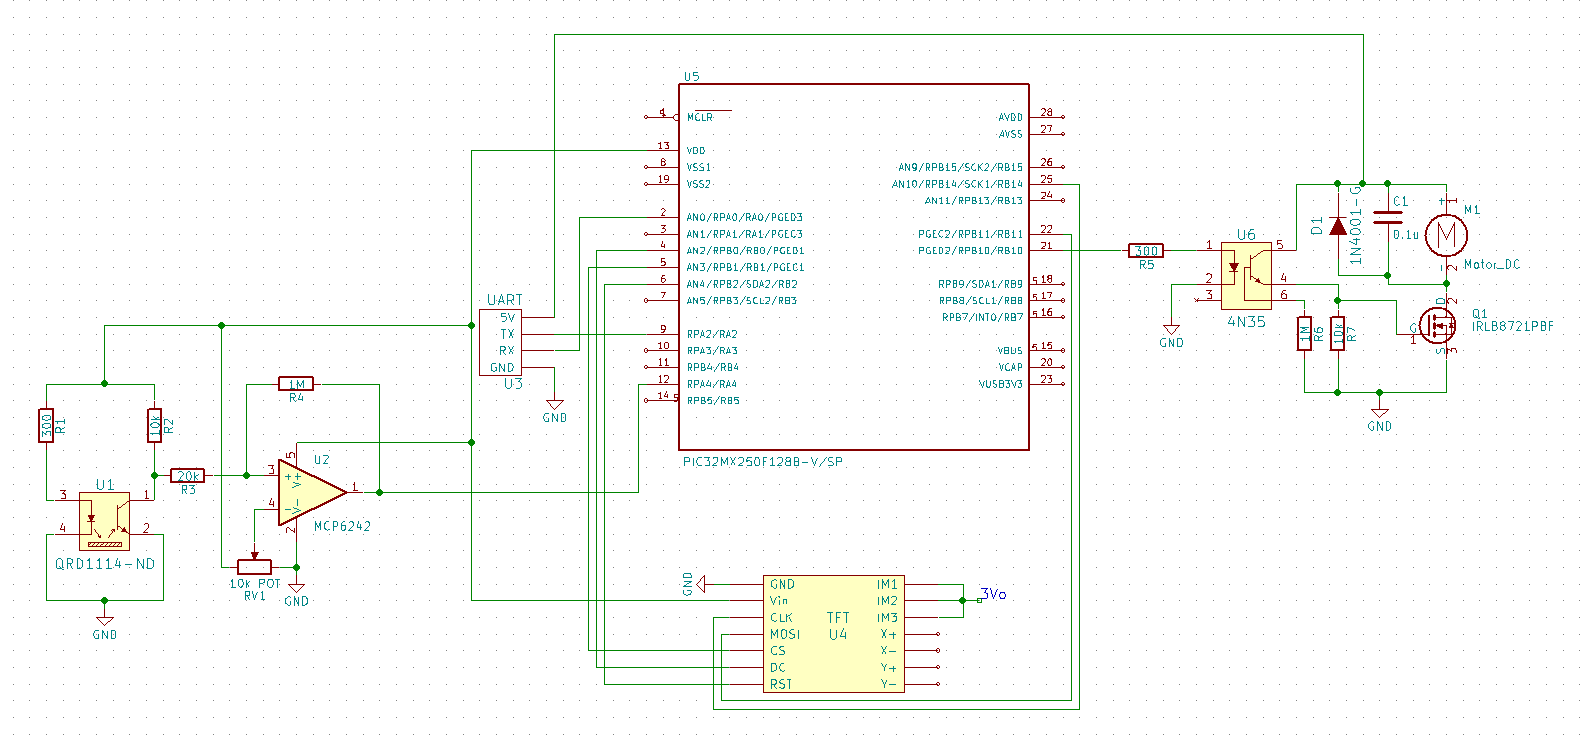 U5
PIC32MX250F128B-V/SP
4 MCLR
13 VDD
8 VSS1
19 VSS2
2 AN0/RPA0/RA0/PGED3
3 AN1/RPA1/RA1/PGEC3
4 AN2/RPB0/RB0/PGED1
5 AN3/RPB1/RB1/PGEC1
6 AN4/RPB2/SDA2/RB2
7 AN5/RPB3/SCL2/RB3
9 RPA2/RA2
10 RPA3/RA3
11 RPB4/RB4
12 RPA4/RA4
14 5 RPB5/RB5
AVDD 28
AVSS 27
AN9/RPB15/SCK2/RB15 26
AN10/RPB14/SCK1/RB14 25
AN11/RPB13/RB13 24
PGEC2/RPB11/RB11 22
PGED2/RPB10/RB10 21
RPB9/SDA1/RB9 5 18
RPB8/SCL1/RB8 5 17
RPB7/INT0/RB7 5 16
VBUS 5 15
VCAP 20
VUSB3V3 23
UART
5V
TX
RX
GND
U3
GND
300
R1
10k
R2
20k
R3
1M
R4
U1
3
1
4
2
QRD1114-ND
GND
U2
3
4
5
1
2
+
-
V+
V-
MCP6242
10k POT
RV1
GND
GND
Vin
CLK
MOSI
CS
DC
RST
GND
TFT
U4
IM1
IM2
IM3
X+
X-
Y+
Y-
3Vo
300
R5
GND
U6
1
2
3
5
4
6
4N35
1M
R6
10k
R7
GND
D1
1N4001-G
C1
0.1u
M
+
-
1
2
M1
Motor_DC
Q1
IRLB8721PBF
G
1
D
2
S
3